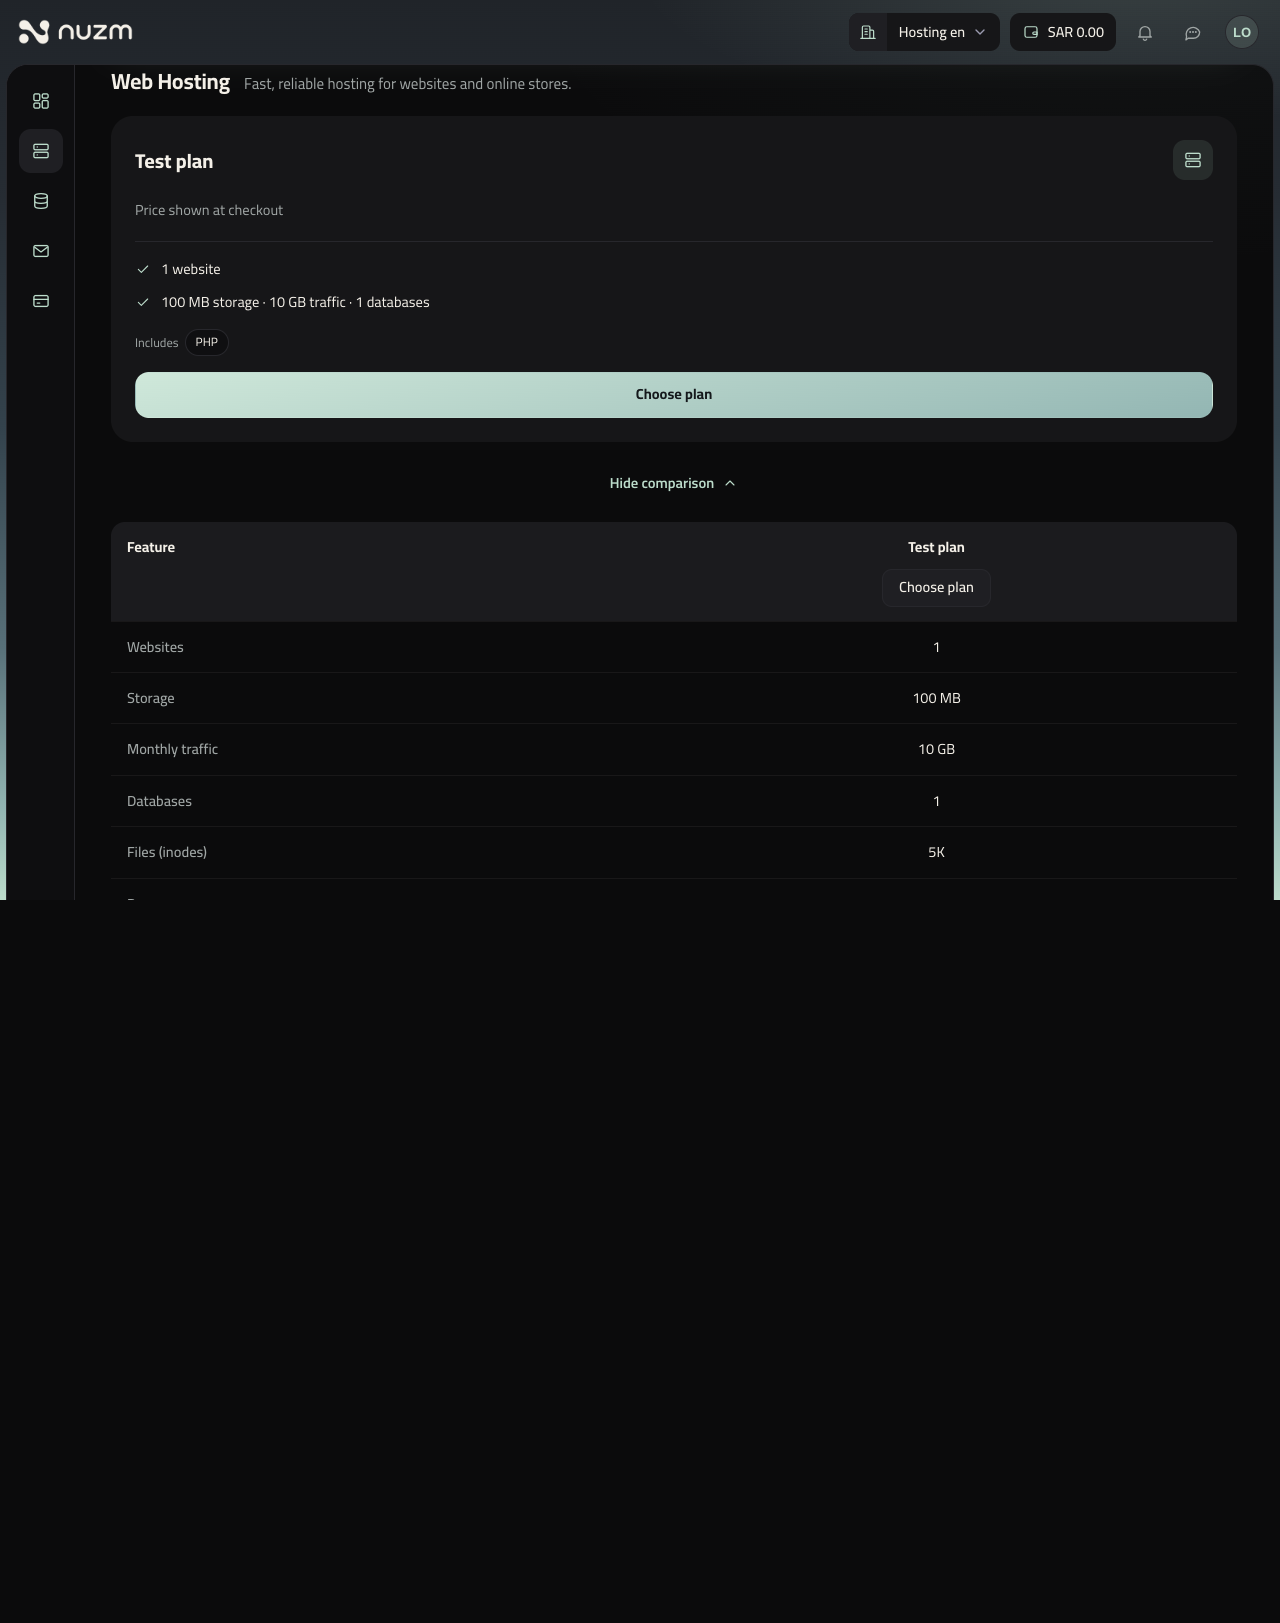 nuzm
Hosting en
SAR 0.00
LO
Web Hosting Fast, reliable hosting for websites and online stores.
Test plan
Price shown at checkout
1 website
100 MB storage · 10 GB traffic · 1 databases
Includes PHP
Choose plan
Hide comparison
Feature Test plan
Choose plan
Websites 1
Storage 100 MB
Monthly traffic 10 GB
Databases 1
Files (inodes) 5K